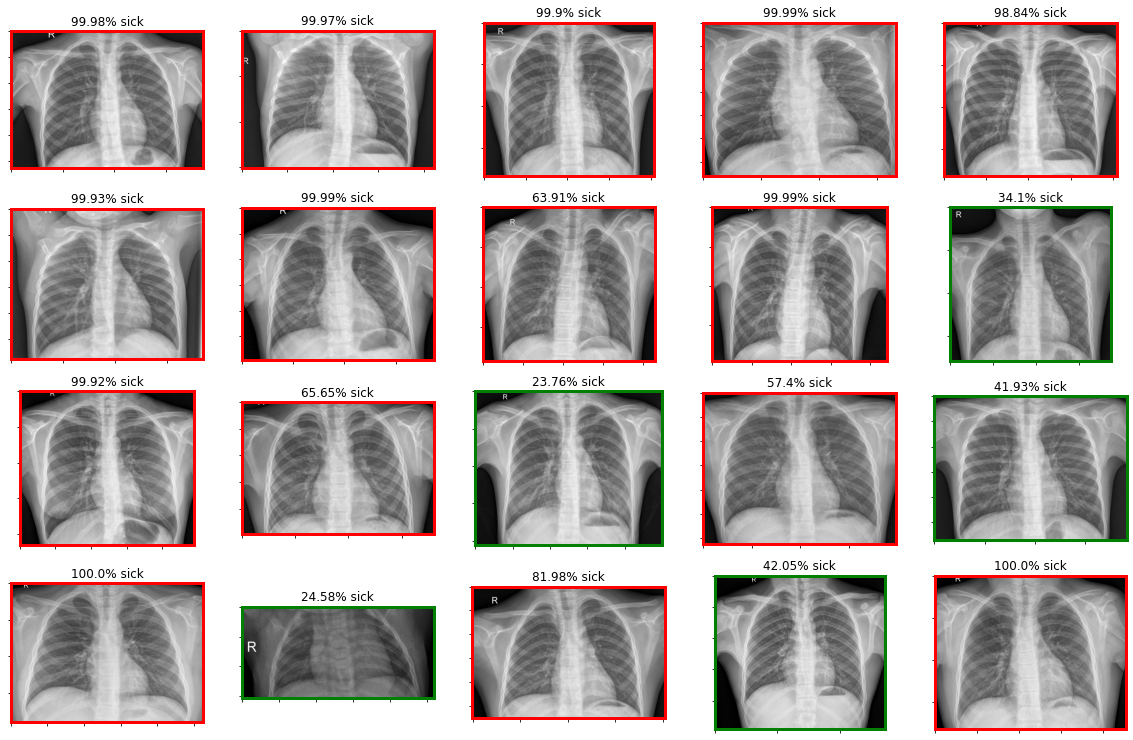 99.98% sick
99.97% sick
99.9% sick
99.99% sick
98.84% sick
R
R
R
R
99.93% sick
99.99% sick
63.91% sick
99.99% sick
34.1% sick
R
R
R
R
99.92% sick
65.65% sick
23.76% sick
57.4% sick
41.93% sick
R
R
100.0% sick
24.58% sick
81.98% sick
42.05% sick
100.0% sick
R
R
R
R
R